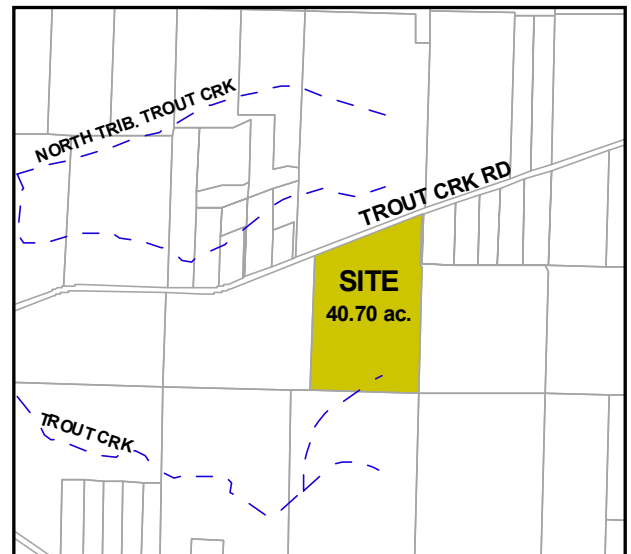 NORTH TRIB. TROUT CRK
TROUT CRK RD
SITE
40.70 ac.
TROUT CRK